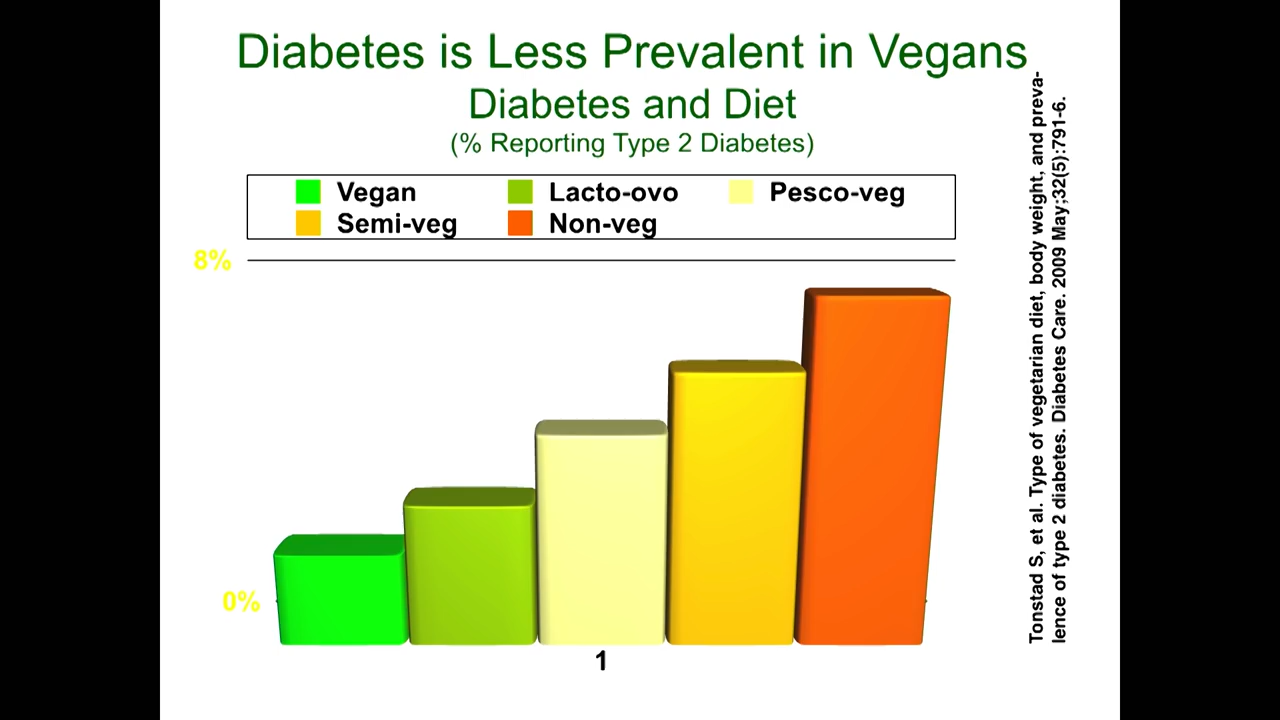 Diabetes is Less Prevalent in Vegans
Diabetes and Diet
(% Reporting Type 2 Diabetes)
Vegan Lacto-ovo Pesco-veg
Semi-veg Non-veg
8%
0%
1
Tonstad S, et al. Type of vegetarian diet, body weight, and preva-
lence of type 2 diabetes. Diabetes Care. 2009 May;32(5):791-6.